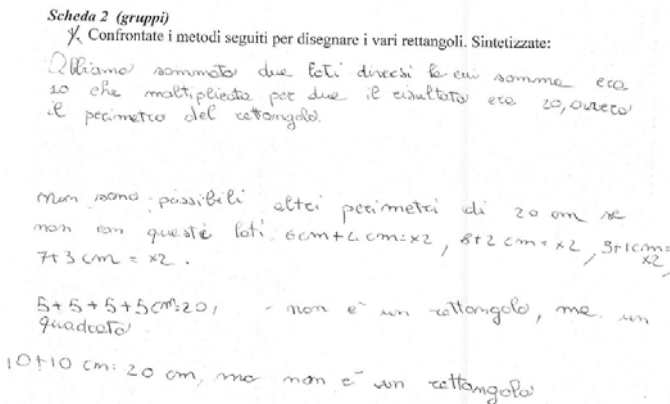 Scheda 2 (gruppi)
1. Confrontate i metodi seguiti per disegnare i vari rettangoli. Sintetizzate:
Abbiamo sommato due lati diversi la cui somma era
10 che moltiplicata per due il risultato era 20, ovvero
il perimetro del rettangolo.
non sono possibili altri perimetri di 20 cm se
non con queste lati: 6cm+4cm=x2, 8+2 cm=x2, 9+1cm=
x2,
7+3 cm = x2.
5+5+5+5cm=20, - non e' un rettangolo, ma un
quadrato
10+10 cm: 20 cm, ma non e' un rettangolo